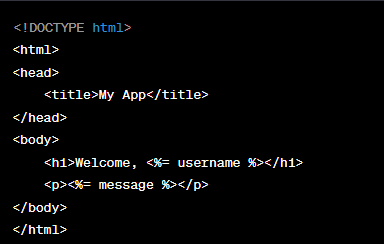 <!DOCTYPE html>
<html>
<head>
    <title>My App</title>
</head>
<body>
    <h1>Welcome, <%= username %></h1>
    <p><%= message %></p>
</body>
</html>